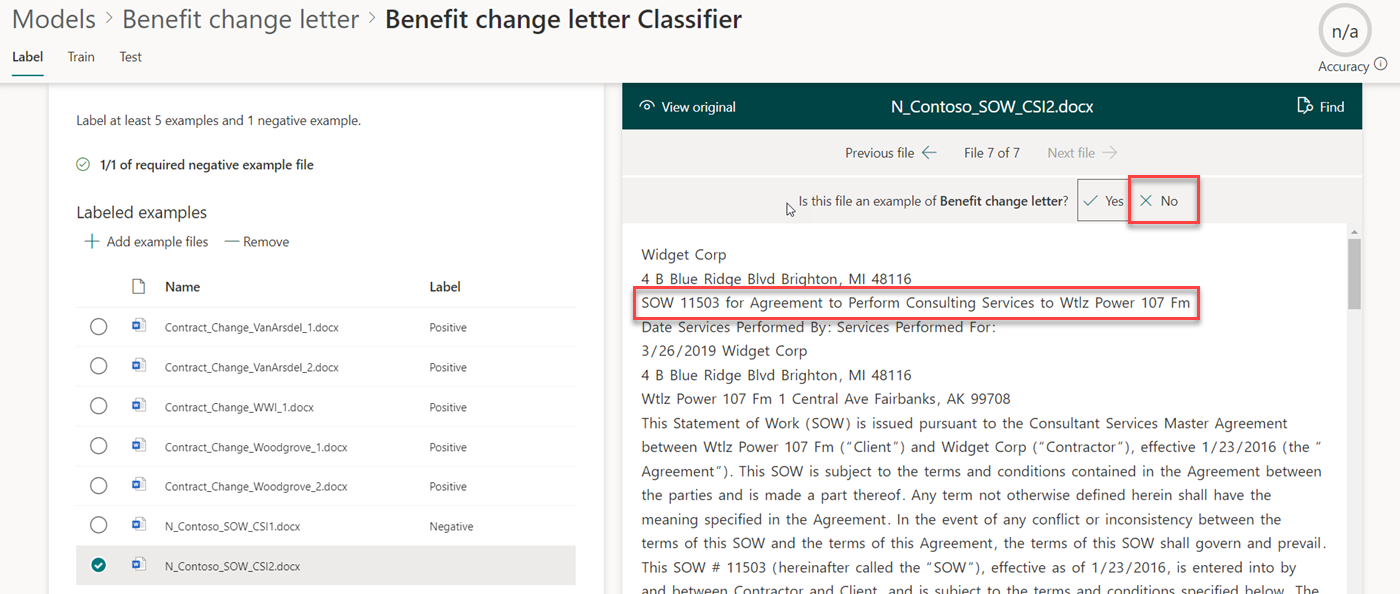 Models > Benefit change letter > Benefit change letter Classifier
n/a
Accuracy
Label Train Test
Label at least 5 examples and 1 negative example.
1/1 of required negative example file
Labeled examples
Add example files Remove
Name Label
Contract_Change_VanArsdel_1.docx Positive
Contract_Change_VanArsdel_2.docx Positive
Contract_Change_WWI_1.docx Positive
Contract_Change_Woodgrove_1.docx Positive
Contract_Change_Woodgrove_2.docx Positive
N_Contoso_SOW_CSI1.docx Negative
N_Contoso_SOW_CSI2.docx
View original N_Contoso_SOW_CSI2.docx Find
Previous file File 7 of 7 Next file
Is this file an example of Benefit change letter? Yes No
Widget Corp
4 B Blue Ridge Blvd Brighton, MI 48116
SOW 11503 for Agreement to Perform Consulting Services to Wtlz Power 107 Fm
Date Services Performed By: Services Performed For:
3/26/2019 Widget Corp
4 B Blue Ridge Blvd Brighton, MI 48116
Wtlz Power 107 Fm 1 Central Ave Fairbanks, AK 99708
This Statement of Work (SOW) is issued pursuant to the Consultant Services Master Agreement
between Wtlz Power 107 Fm (“Client”) and Widget Corp (“Contractor”), effective 1/23/2016 (the “
Agreement”). This SOW is subject to the terms and conditions contained in the Agreement between
the parties and is made a part thereof. Any term not otherwise defined herein shall have the
meaning specified in the Agreement. In the event of any conflict or inconsistency between the
terms of this SOW and the terms of this Agreement, the terms of this SOW shall govern and prevail.
This SOW # 11503 (hereinafter called the “SOW”), effective as of 1/23/2016, is entered into by
and between Contractor and Client, and is subject to the terms and conditions specified below. The